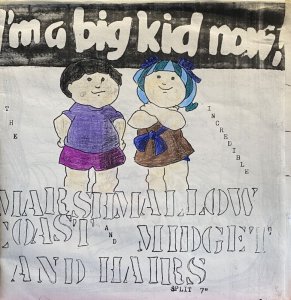 I'm a big kid now!
THE
INCREDIBLE
MARSHMALLOW
COAST AND MIDGET
AND HAIRS
SPLIT 7"